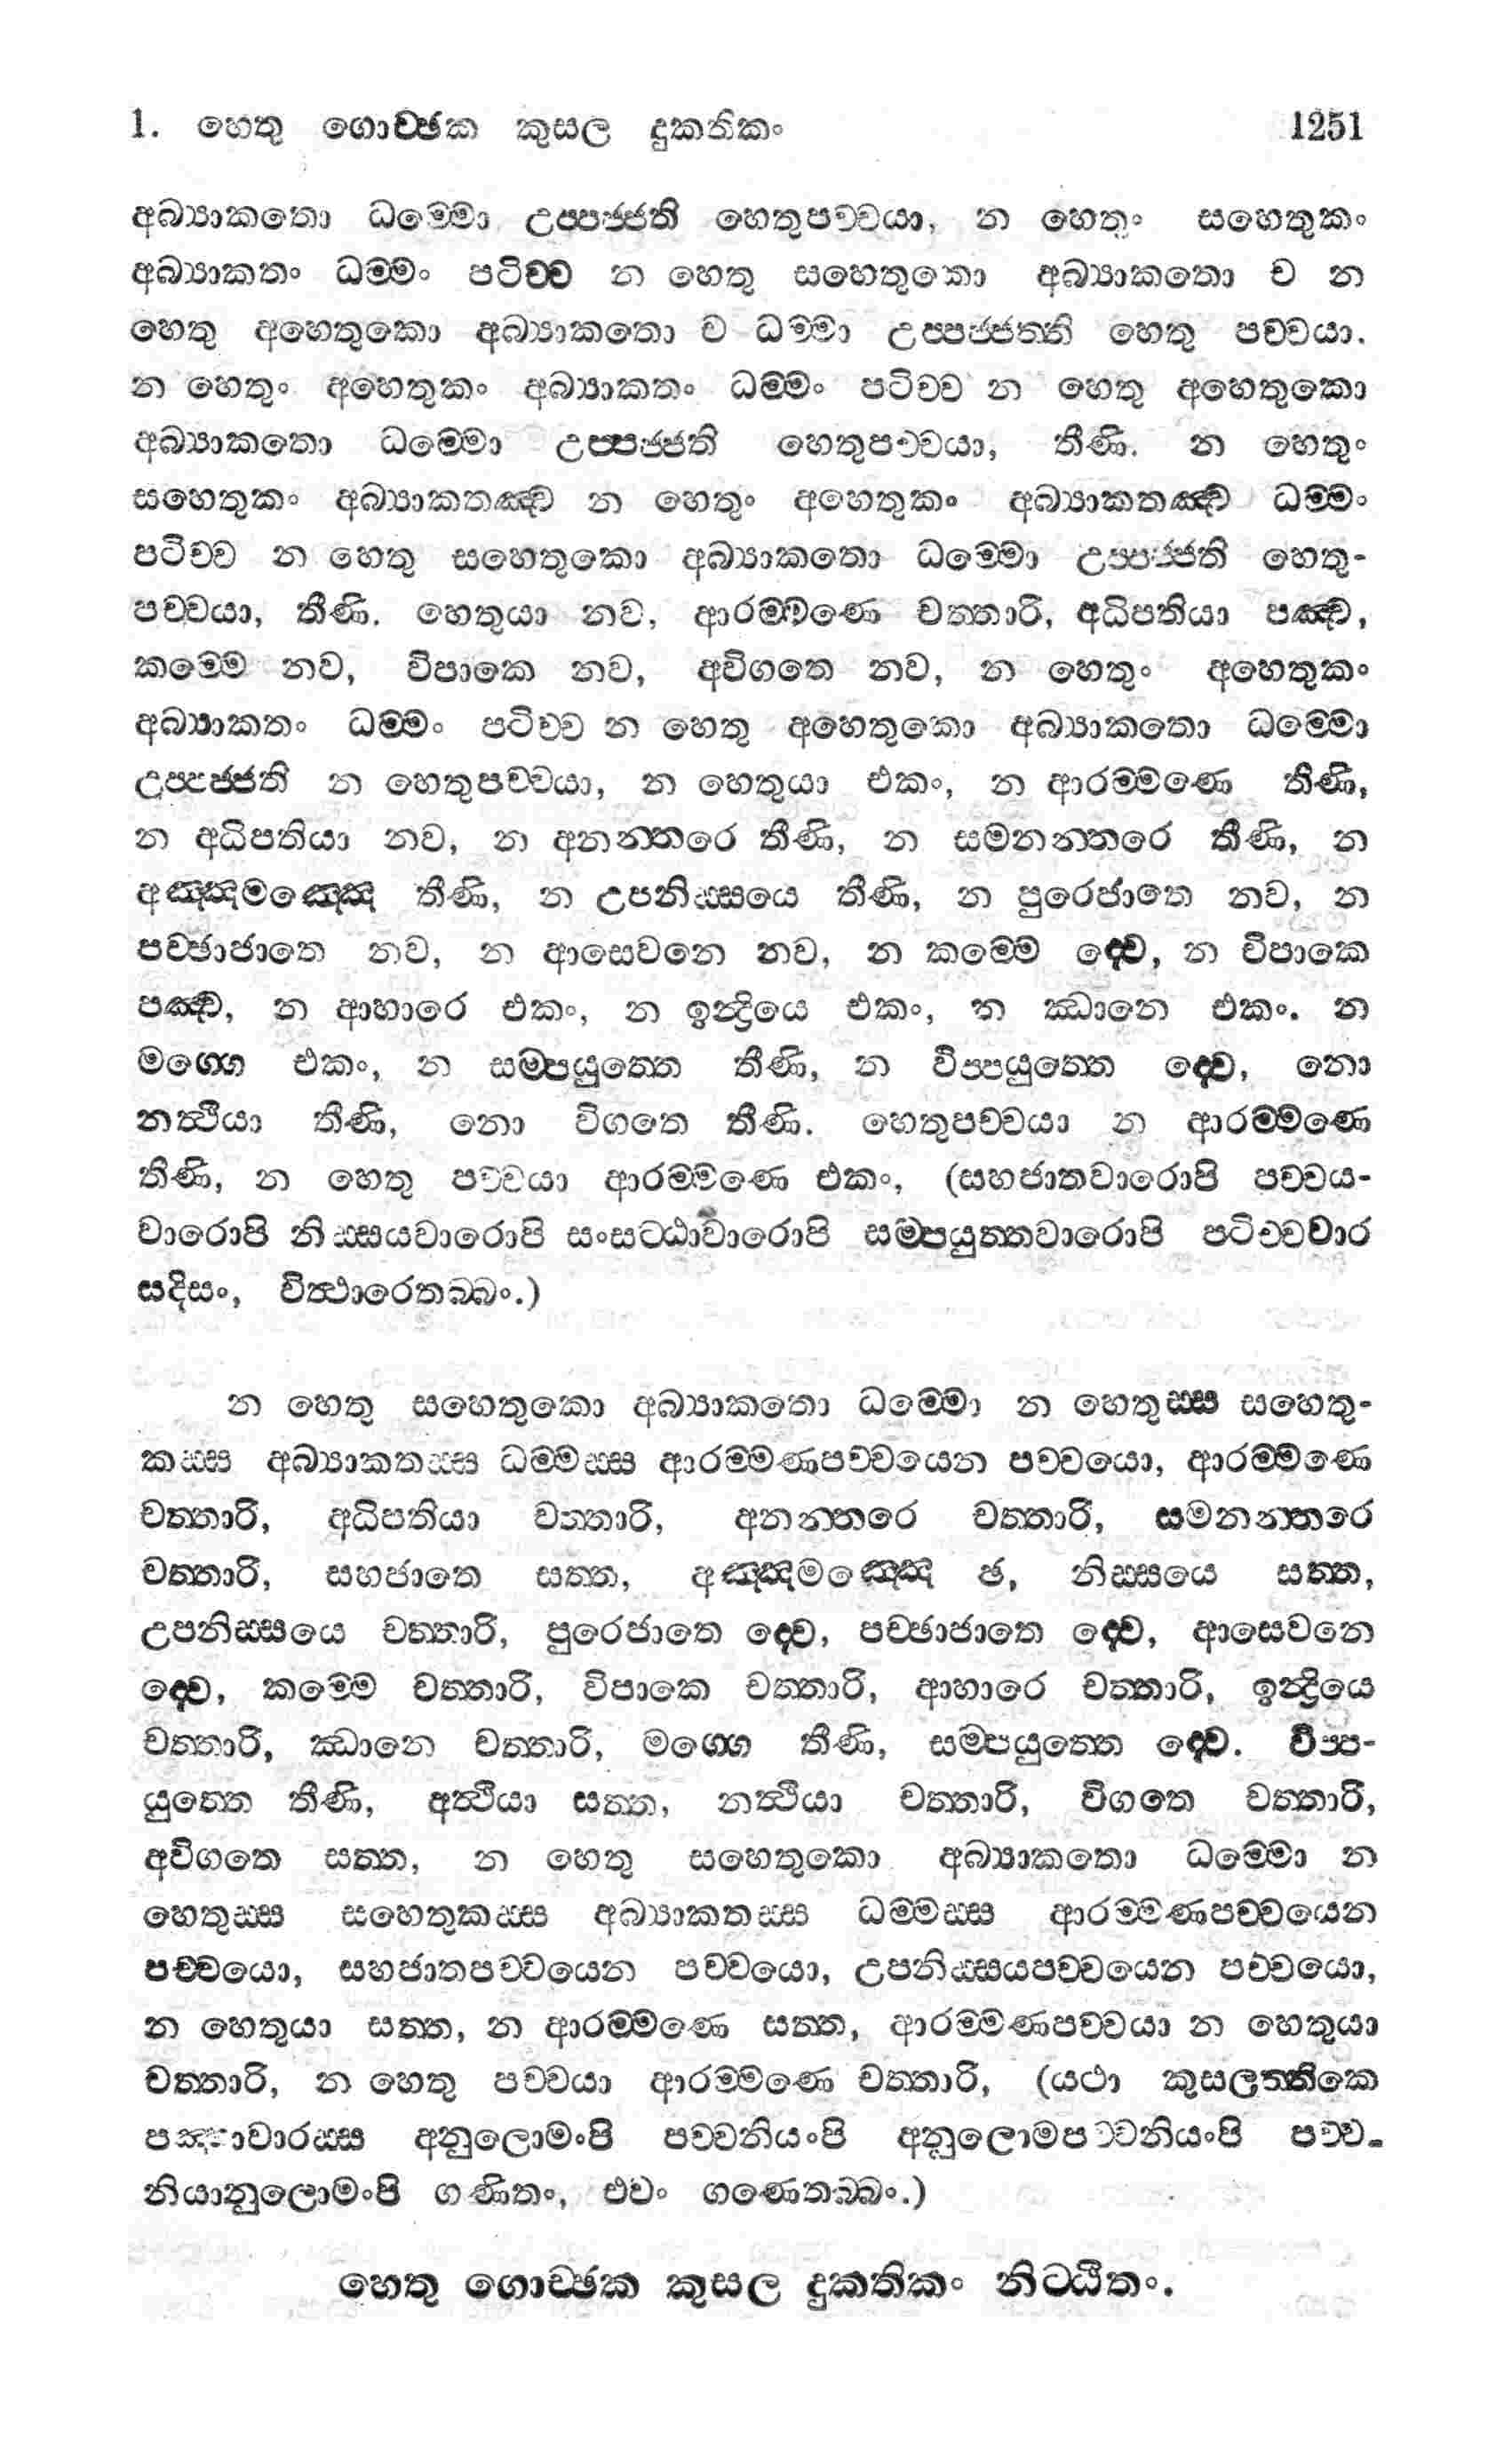 1. හෙතු ගොච්ඡක කුසල දුකතිකං 1251
අබ්‍යාකතො ධම්මො උප්පජ්ජති හෙතුපච්චයා, න හෙතුං සහෙතුකං
අබ්‍යාකතං ධම්මං පටිච්ච න හෙතු සහෙතුකො අබ්‍යාකතො ච න
හෙතු අහෙතුකො අබ්‍යාකතො ච ධම්මා උප්පජ්ජන්ති හෙතු පච්චයා.
න හෙතුං අහෙතුකං අබ්‍යාකතං ධම්මං පටිච්ච න හෙතු අහෙතුකො
අබ්‍යාකතො ධම්මො උප්පජ්ජති හෙතුපච්චයා, තීණි. න හෙතුං
සහෙතුකං අබ්‍යාකතඤ්ච න හෙතුං අහෙතුකං අබ්‍යාකතඤ්ච ධම්මං
පටිච්ච න හෙතු සහෙතුකො අබ්‍යාකතො ධම්මො උප්පජ්ජති හෙතු-
පච්චයා, තීණි. හෙතුයා නව, ආරම්මණෙ චත්තාරි, අධිපතියා පඤ්ච,
කම්මෙ නව, විපාකෙ නව, අවිගතෙ නව, න හෙතුං අහෙතුකං
අබ්‍යාකතං ධම්මං පටිච්ච න හෙතු අහෙතුකො අබ්‍යාකතො ධම්මො
උප්පජ්ජති න හෙතුපච්චයා, න හෙතුයා එකං, න ආරම්මණෙ තිණි,
න අධිපතියා නව, න අනන්තරෙ තීණි, න සමනන්තරෙ තීණි, න
අඤ්ඤමඤ්ඤෙ තීණි, න උපනිස්සයෙ තීණි, න පුරෙජාතෙ නව, න
පච්ඡාජාතෙ නව, න ආසෙවනෙ නව, න කම්මෙ ද්වෙ, න විපාකෙ
පඤ්ච, න ආහාරෙ එකං, න ඉන්ද්‍රියෙ එකං, න ඣානෙ එකං. න
මග්ගෙ එකං, න සම්පයුත්තෙ තීණි, න විප්පයුත්තෙ ද්වෙ, නො
නත්ථියා තිණි, නො විගතෙ තීණි. හෙතුපච්චයා න ආරම්මණෙ
තිණි, න හෙතු පච්චයා ආරම්මණෙ එකං, (සහජාතවාරොපි පච්චය-
වාරොපි නිස්සයවාරොපි සංසට්ඨාවාරොපි සම්පයුත්තවාරොපි පටිච්චවාර
සදිසං, විත්ථාරෙතබ්බං.)
න හෙතු සහෙතුකො අබ්‍යාකතො ධම්මො න හෙතුස්ස සහෙතු-
කස්ස අබ්‍යාකතස්ස ධම්මස්ස ආරම්මණපච්චයෙන පච්චයො, ආරම්මණෙ
චත්තාරි, අධිපතියා චත්තාරි, අනන්තරෙ චත්තාරි, සමනන්තරෙ
චත්තාරි, සහජාතෙ සත්ත, අඤ්ඤමඤ්ඤෙ ඡ, නිස්සයෙ සත්ත,
උපනිස්සයෙ චත්තාරි, පුරෙජාතෙ ද්වෙ, පච්ඡාජාතෙ ද්වෙ, ආසෙවනෙ
ද්වෙ, කම්මෙ චත්තාරි, විපාකෙ චත්තාරි, ආහාරෙ චත්තාරි, ඉන්ද්‍රියෙ
චත්තාරි, ඣානෙ චත්තාරි, මග්ගෙ තීණි, සම්පයුත්තෙ ද්වෙ. විප්ප-
යුත්තෙ තීණි, අත්ථියා සත්ත, නත්ථියා චත්තාරි, විගතෙ චත්තාරි,
අවිගතෙ සත්ත, න හෙතු සහෙතුකො අබ්‍යාකතො ධම්මො න
හෙතුස්ස සහෙතුකස්ස අබ්‍යාකතස්ස ධම්මස්ස ආරම්මණපච්චයෙන
පච්චයො, සහජාතපච්චයෙන පච්චයො, උපනිස්සයපච්චයෙන පච්චයො,
න හෙතුයා සත්ත, න ආරම්මණෙ සත්ත, ආරම්මණපච්චයා න හෙතුයා
චත්තාරි, න හෙතු පච්චයා ආරම්මණෙ චත්තාරි, (යථා කුසලත්තිකෙ
පඤ්හාවාරස්ස අනුලොමංපි පච්චනියංපි අනුලොමපච්චනියංපි පච්ච-
නියානුලොමංපි ගණිතං, එවං ගණෙතබ්බං.)
හෙතු ගොච්ඡක කුසල දුකතිකං නිට්ඨිතං.